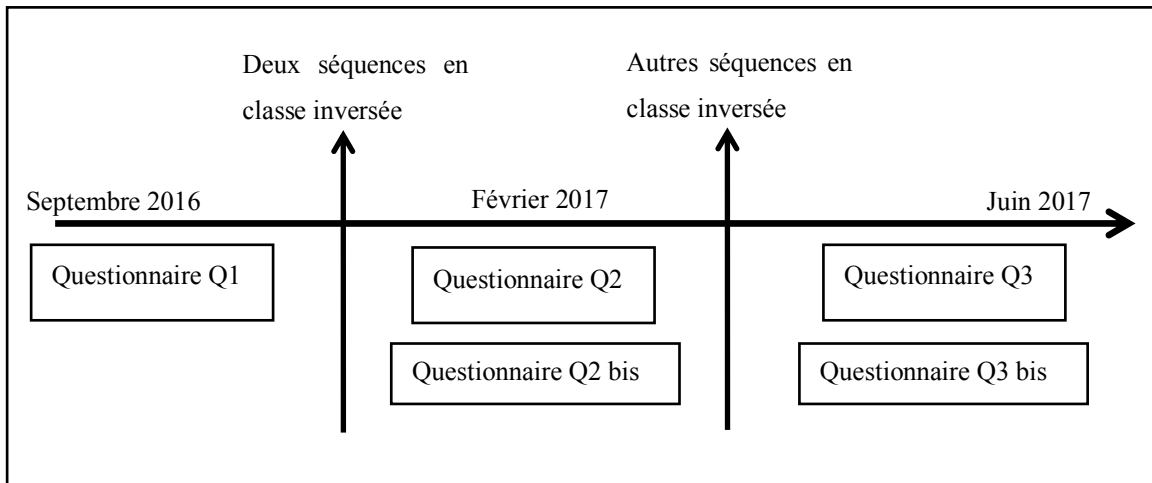 Deux séquences en
classe inversée
Autres séquences en
classe inversée
Septembre 2016
Février 2017
Juin 2017
Questionnaire Q1
Questionnaire Q2
Questionnaire Q3
Questionnaire Q2 bis
Questionnaire Q3 bis